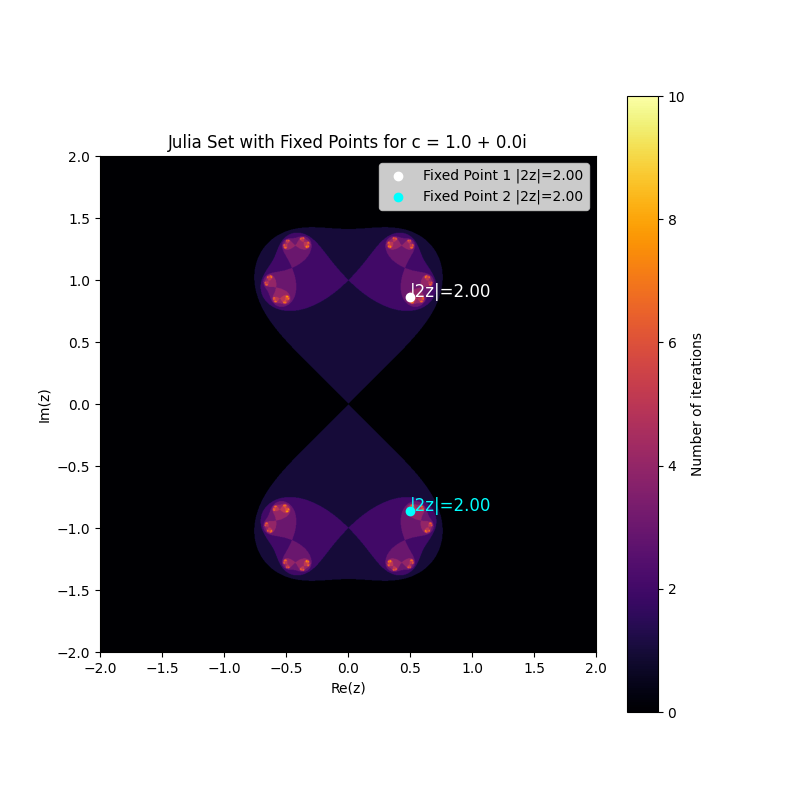 Julia Set with Fixed Points for c = 1.0 + 0.0i
Fixed Point 1 |2z|=2.00
Fixed Point 2 |2z|=2.00
|2z|=2.00
|2z|=2.00
2.0
1.5
1.0
0.5
0.0
−0.5
−1.0
−1.5
−2.0
Im(z)
−2.0 −1.5 −1.0 −0.5 0.0 0.5 1.0 1.5 2.0
Re(z)
10
8
6
4
2
0
Number of iterations